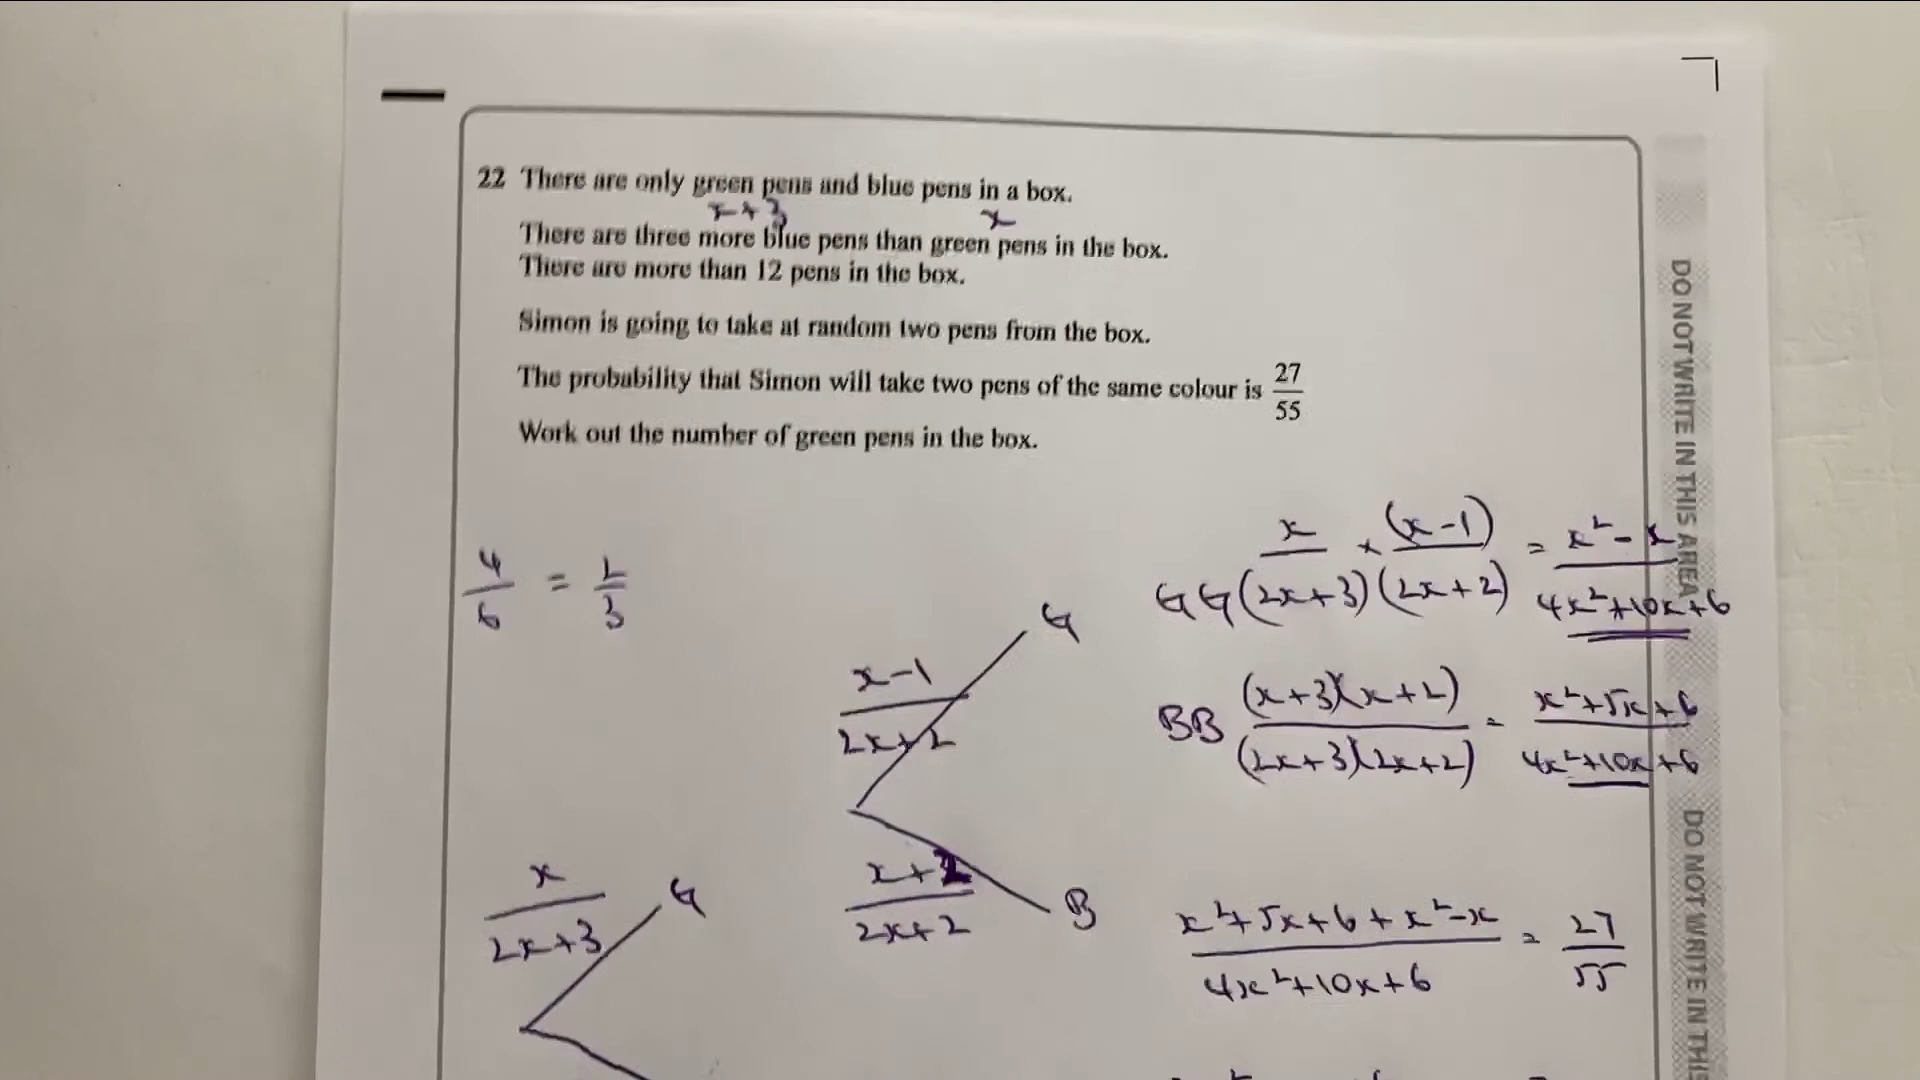 22 There are only green pens and blue pens in a box.
x+3 x
There are three more blue pens than green pens in the box.
There are more than 12 pens in the box.
Simon is going to take at random two pens from the box.
The probability that Simon will take two pens of the same colour is 27/55
Work out the number of green pens in the box.
x/(2x+3) × (x-1)/(2x+2) = x²-x/4x²+10x+6
GG
4/6 = 2/3
G
x-1/2x+2
BB (x+3)(x+2)/(2x+3)(2x+2) = x²+5x+6/4x²+10x+6
x/2x+3 G
x+2/2x+2 B
x²+5x+6+x²-x/4x²+10x+6 = 27/55
DO NOT WRITE IN THIS AREA
DO NOT WRITE IN THIS